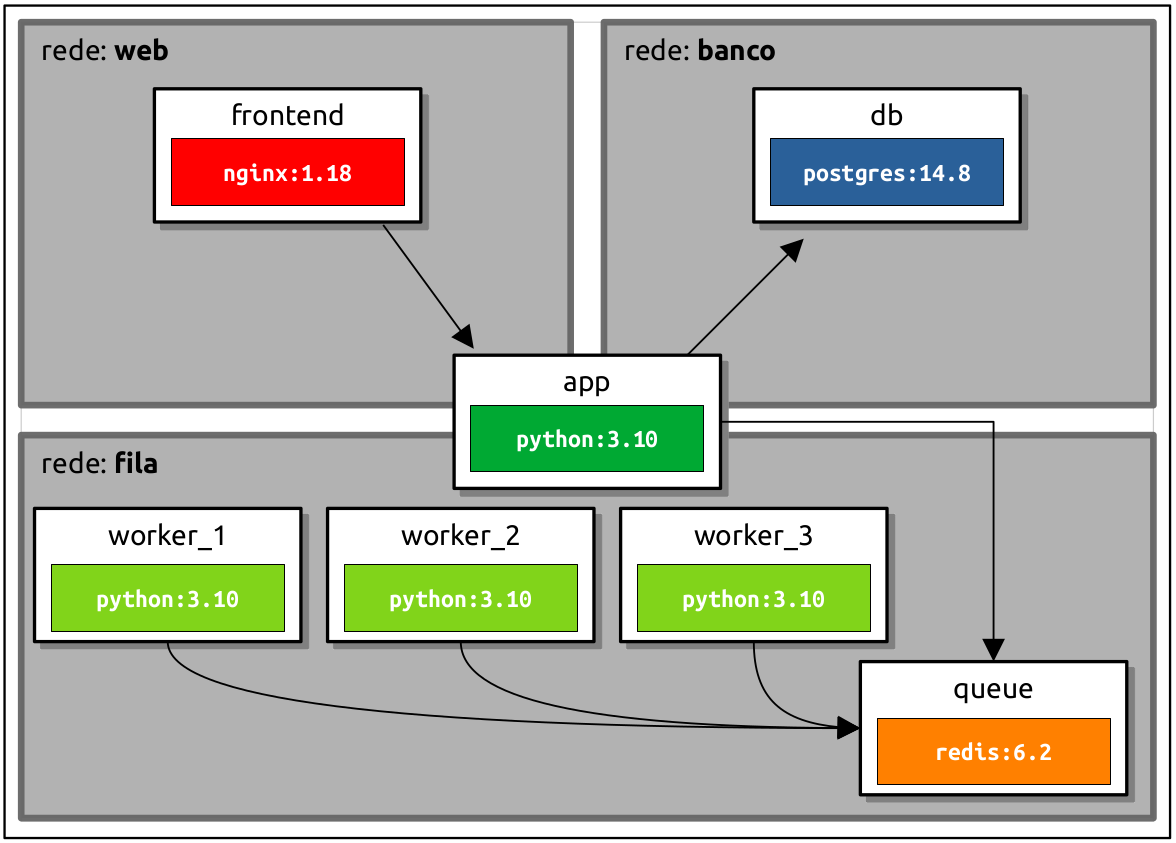 rede: web
frontend
nginx:1.18
rede: banco
db
postgres:14.8
app
python:3.10
rede: fila
worker_1
python:3.10
worker_2
python:3.10
worker_3
python:3.10
queue
redis:6.2